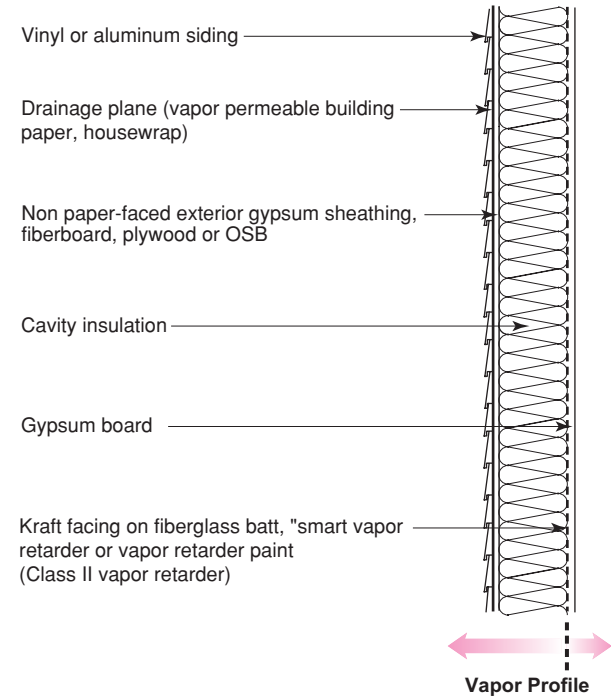 Vinyl or aluminum siding
Drainage plane (vapor permeable building
paper, housewrap)
Non paper-faced exterior gypsum sheathing,
fiberboard, plywood or OSB
Cavity insulation
Gypsum board
Kraft facing on fiberglass batt, "smart vapor
retarder or vapor retarder paint
(Class II vapor retarder)
Vapor Profile